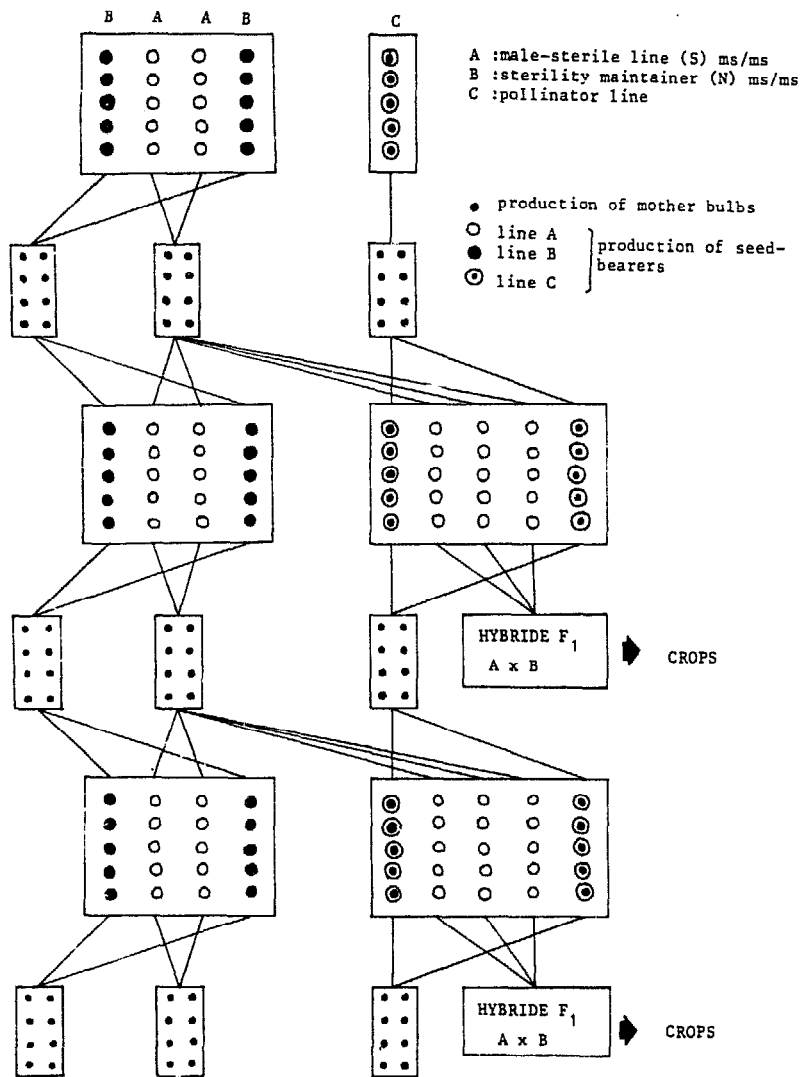 B A A B
C
A :male-sterile line (S) ms/ms
B :sterility maintainer (N) ms/ms
C :pollinator line
production of mother bulbs
line A
line B
line C
production of seed-
bearers
HYBRIDE F1
A x B
CROPS
HYBRIDE F1
A x B
CROPS